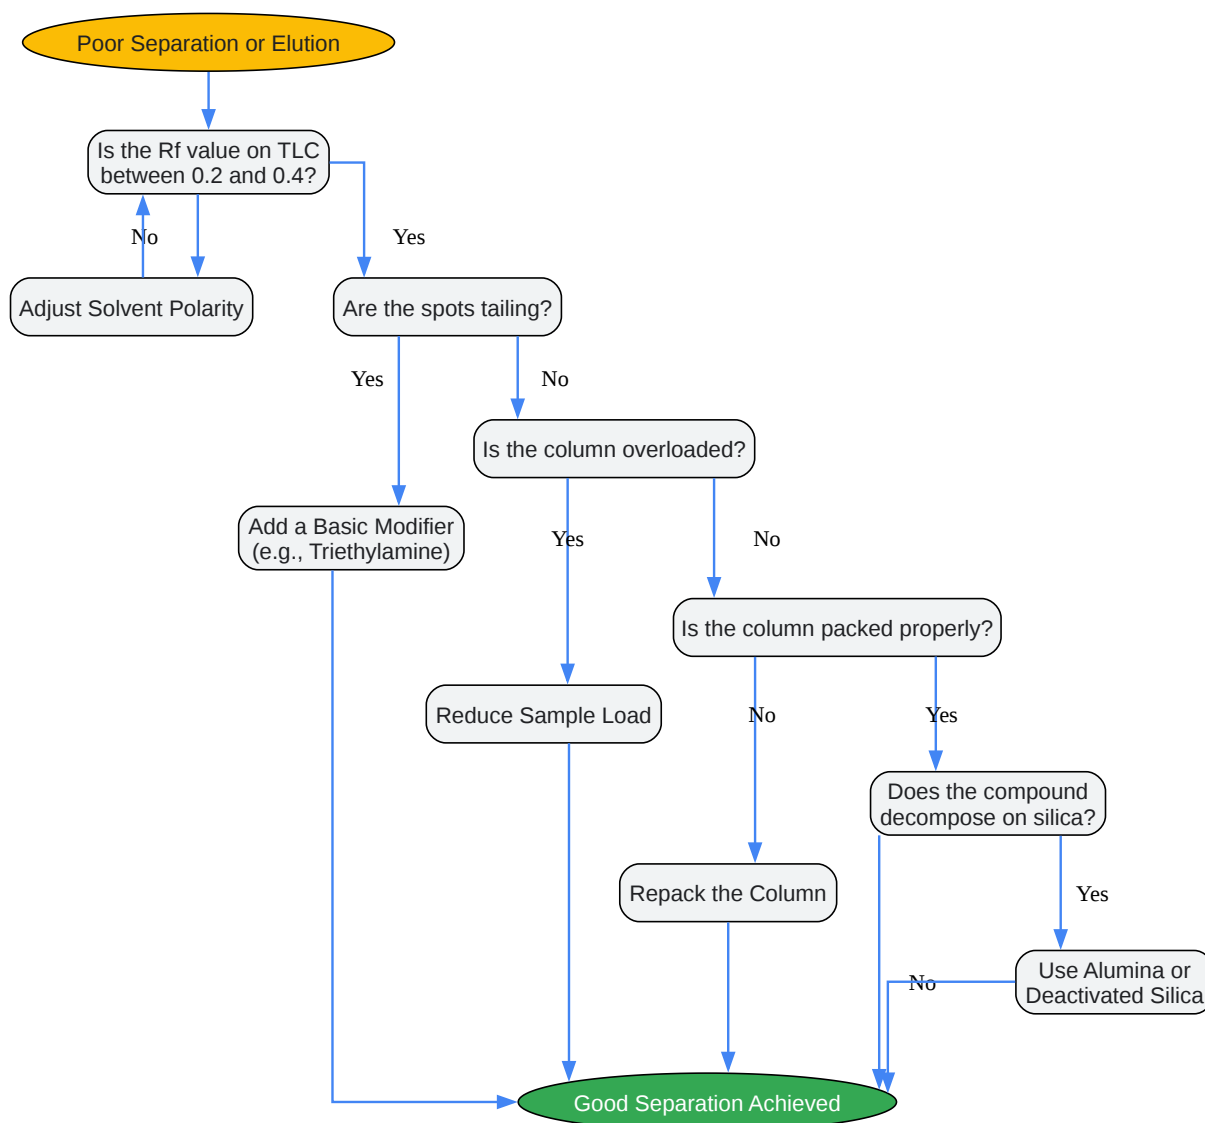 Poor Separation or Elution
Is the Rf value on TLC
between 0.2 and 0.4?
No
Yes
Adjust Solvent Polarity
Are the spots tailing?
Yes
No
Is the column overloaded?
Add a Basic Modifier
(e.g., Triethylamine)
Yes
No
Is the column packed properly?
Reduce Sample Load
No
Yes
Does the compound
decompose on silica?
Repack the Column
Yes
Use Alumina or
Deactivated Silica
No
Good Separation Achieved